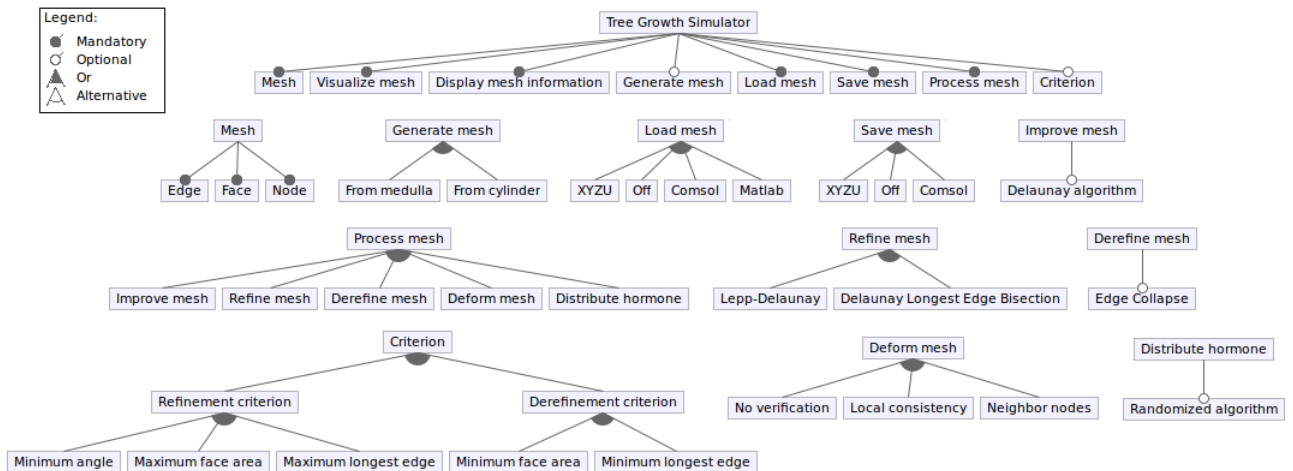 Legend:
Mandatory
Optional
Or
Alternative
Tree Growth Simulator
Mesh Visualize mesh Display mesh information Generate mesh Load mesh Save mesh Process mesh Criterion
Mesh Generate mesh Load mesh Save mesh Improve mesh
Edge Face Node From medulla From cylinder XYZU Off Comsol Matlab XYZU Off Comsol Delaunay algorithm
Process mesh Refine mesh Derefine mesh
Improve mesh Refine mesh Derefine mesh Deform mesh Distribute hormone Lepp-Delaunay Delaunay Longest Edge Bisection Edge Collapse
Criterion Deform mesh Distribute hormone
Refinement criterion Derefinement criterion No verification Local consistency Neighbor nodes Randomized algorithm
Minimum angle Maximum face area Maximum longest edge Minimum face area Minimum longest edge